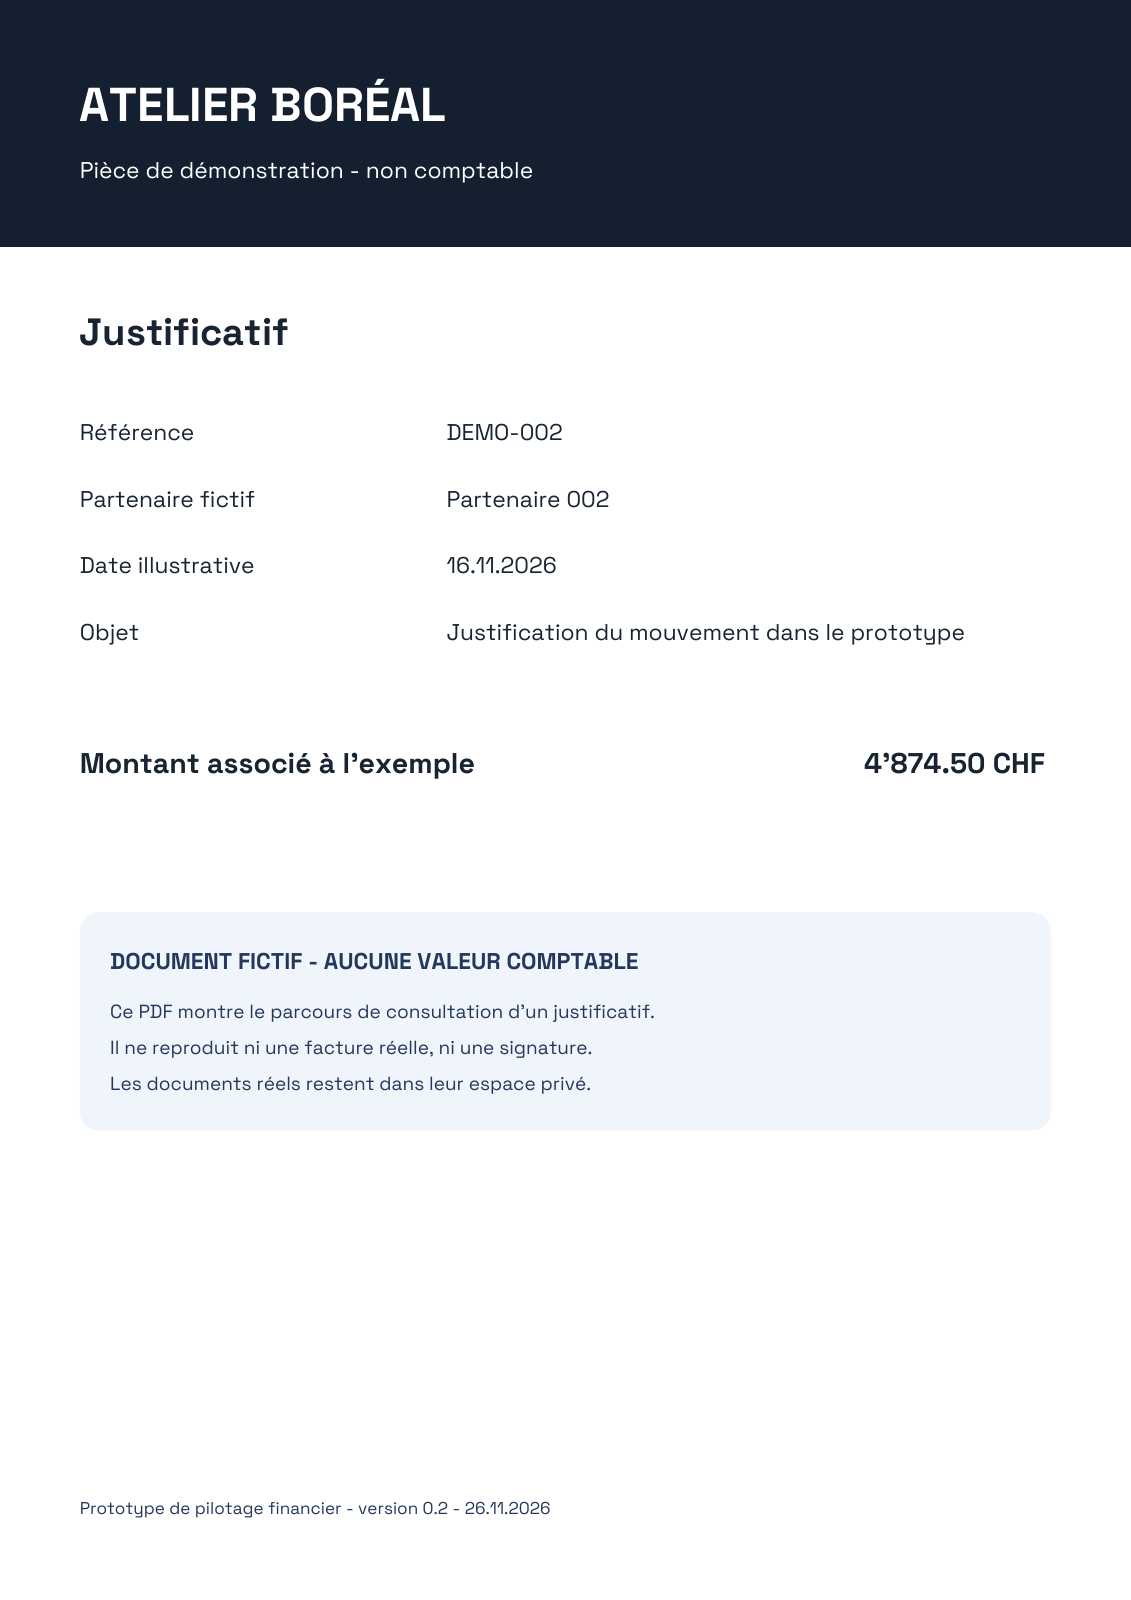 ATELIER BORÉAL
Pièce de démonstration - non comptable
Justificatif
Référence DEMO-002
Partenaire fictif Partenaire 002
Date illustrative 16.11.2026
Objet Justification du mouvement dans le prototype
Montant associé à l’exemple 4’874.50 CHF
DOCUMENT FICTIF - AUCUNE VALEUR COMPTABLE
Ce PDF montre le parcours de consultation d’un justificatif.
Il ne reproduit ni une facture réelle, ni une signature.
Les documents réels restent dans leur espace privé.
Prototype de pilotage financier - version 0.2 - 26.11.2026